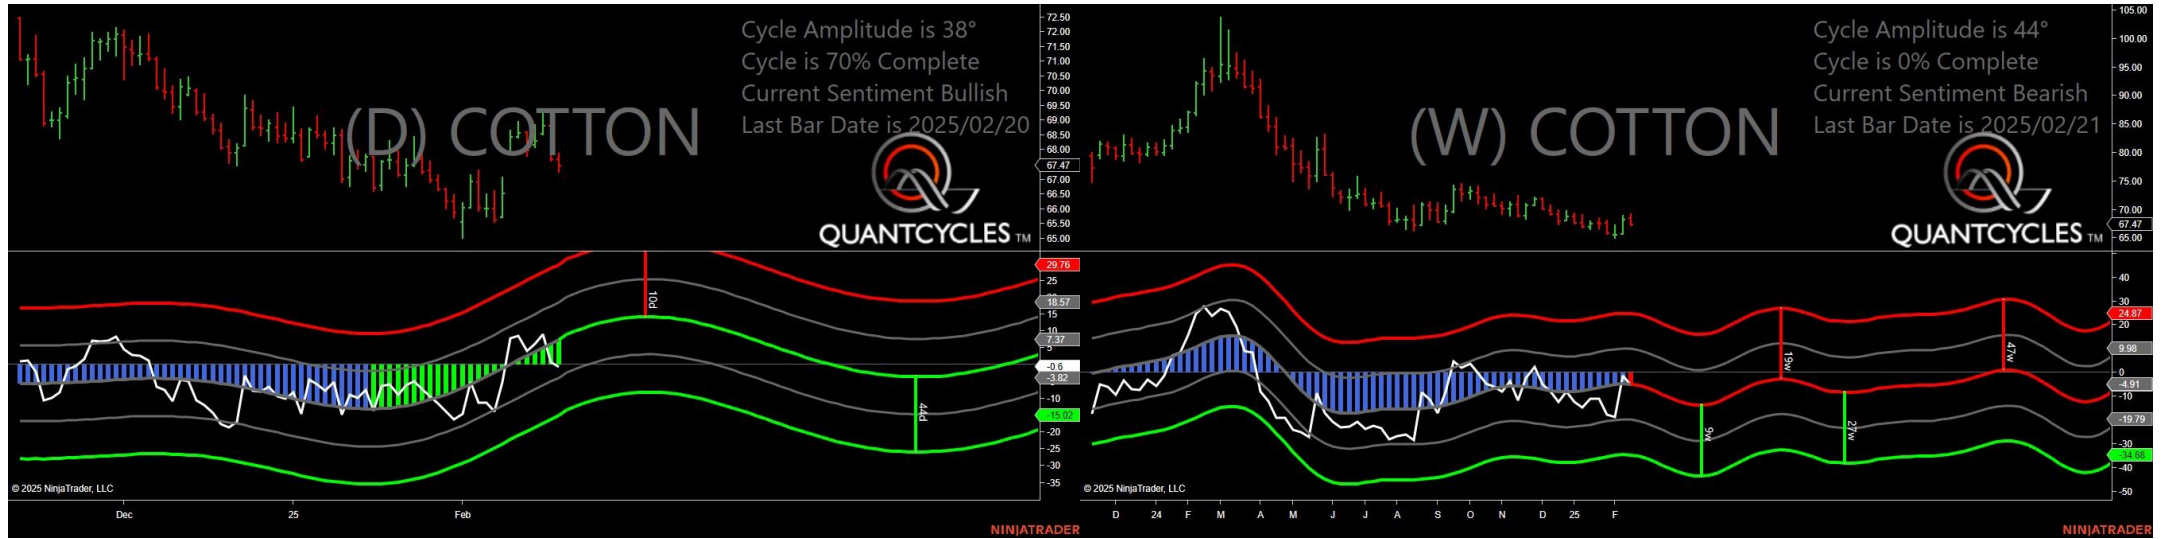 Cycle Amplitude is 38°
Cycle is 70% Complete
Current Sentiment Bullish
Last Bar Date is 2025/02/20
(D) COTTON
QUANTCYCLES TM
72.50
72.00
71.50
71.00
70.50
70.00
69.50
69.00
68.50
68.00
67.47
67.00
66.50
66.00
65.50
65.00
29.76
25
18.57
15
10
7.37
5
-0.6
-3.82
-10
-15.02
-20
-25
-30
-35
10d
44d
© 2025 NinjaTrader, LLC
Dec 25 Feb
NINJATRADER
Cycle Amplitude is 44°
Cycle is 0% Complete
Current Sentiment Bearish
Last Bar Date is 2025/02/21
(W) COTTON
QUANTCYCLES TM
105.00
100.00
95.00
90.00
85.00
80.00
75.00
70.00
67.47
65.00
40
30
24.87
20
9.98
0
-4.91
-10
-19.79
-30
-34.68
-40
-50
9w
19w
27w
47w
© 2025 NinjaTrader, LLC
D 24 F M A M J J A S O N D 25 F
NINJATRADER